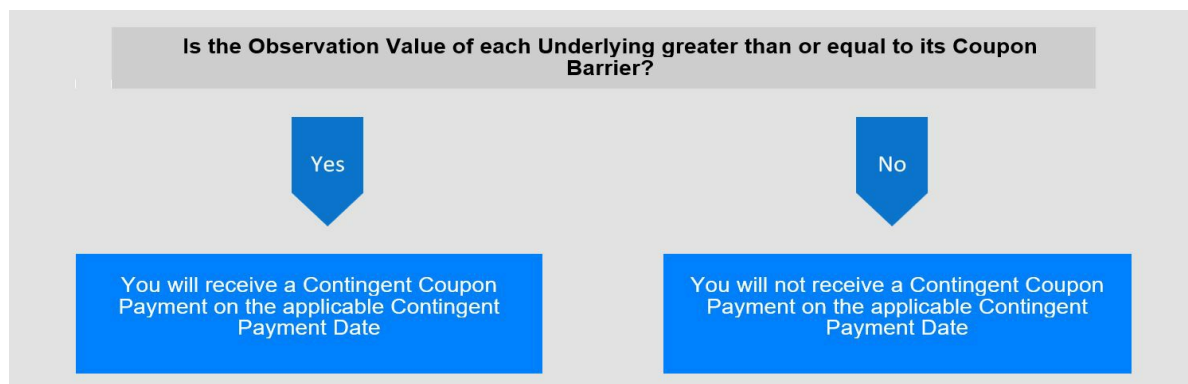 Is the Observation Value of each Underlying greater than or equal to its Coupon
Barrier?
Yes
No
You will receive a Contingent Coupon
Payment on the applicable Contingent
Payment Date
You will not receive a Contingent Coupon
Payment on the applicable Contingent
Payment Date